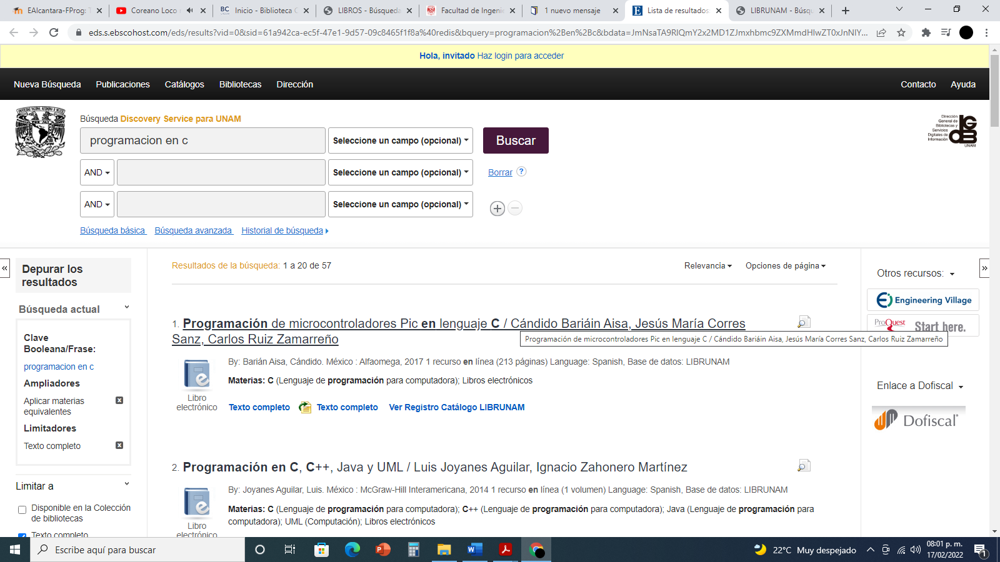 EAlcantara-FProg: T
Coreano Loco
Inicio - Biblioteca C
LIBROS - Búsqueda
Facultad de Ingenie
1 nuevo mensaje
Lista de resultados
LIBRUNAM - Búsq
eds.s.ebscohost.com/eds/results?vid=0&sid=61a942ca-ec5f-47e1-9d57-09c8465f1f8a%40redis&bquery=programacion%2Ben%2Bc&bdata=JmNsaTA9RlQmY2x2MD1ZJmxhbmc9ZXMmdHlwZT0xJnNlY...
Hola, invitado Haz login para acceder
Nueva Búsqueda Publicaciones Catálogos Bibliotecas Dirección Contacto Ayuda
Búsqueda Discovery Service para UNAM
programacion en c
Seleccione un campo (opcional)
Buscar
Dirección
General de
Bibliotecas y
Servicios
Digitales de
Información
UNAM
AND
Seleccione un campo (opcional)
Borrar ?
AND
Seleccione un campo (opcional)
Búsqueda básica Búsqueda avanzada Historial de búsqueda
Depurar los
resultados
Búsqueda actual
Clave
Booleana/Frase:
programacion en c
Ampliadores
Aplicar materias
equivalentes
Limitadores
Texto completo
Limitar a
Disponible en la Colección
de bibliotecas
Texto completo
Resultados de la búsqueda: 1 a 20 de 57
Relevancia Opciones de página
1. Programación de microcontroladores Pic en lenguaje C / Cándido Bariáin Aisa, Jesús María Corres
Sanz, Carlos Ruiz Zamarreño
Programación de microcontroladores Pic en lenguaje C / Cándido Bariáin Aisa, Jesús María Corres Sanz, Carlos Ruiz Zamarreño
By: Barián Aisa, Cándido. México : Alfaomega, 2017 1 recurso en línea (213 páginas) Language: Spanish, Base de datos: LIBRUNAM
Materias: C (Lenguaje de programación para computadora); Libros electrónicos
Libro
electrónico
Texto completo Texto completo Ver Registro Catálogo LIBRUNAM
2. Programación en C, C++, Java y UML / Luis Joyanes Aguilar, Ignacio Zahonero Martínez
By: Joyanes Aguilar, Luis. México : McGraw-Hill Interamericana, 2014 1 recurso en línea (1 volumen) Language: Spanish, Base de datos: LIBRUNAM
Materias: C (Lenguaje de programación para computadora); C++ (Lenguaje de programación para computadora); Java (Lenguaje de programación para
computadora); UML (Computación); Libros electrónicos
Libro
electrónico
Otros recursos:
Engineering Village
ProQuest Start here.
Enlace a Dofiscal
Dofiscal
Escribe aquí para buscar
22°C Muy despejado
08:01 p. m.
17/02/2022
1